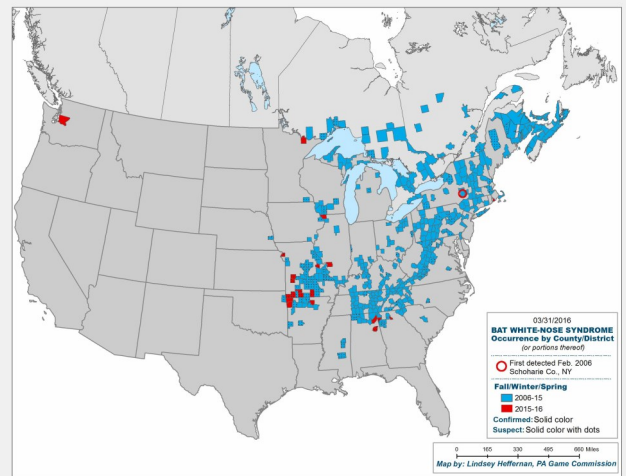 03/31/2016
BAT WHITE-NOSE SYNDROME
Occurrence by County/District
(or portions thereof)
First detected Feb. 2006
Schoharie Co., NY
Fall/Winter/Spring
2006-15
2015-16
Confirmed: Solid color
Suspect: Solid color with dots
0 165 330 495 660 Miles
Map by: Lindsey Heffernan, PA Game Commission